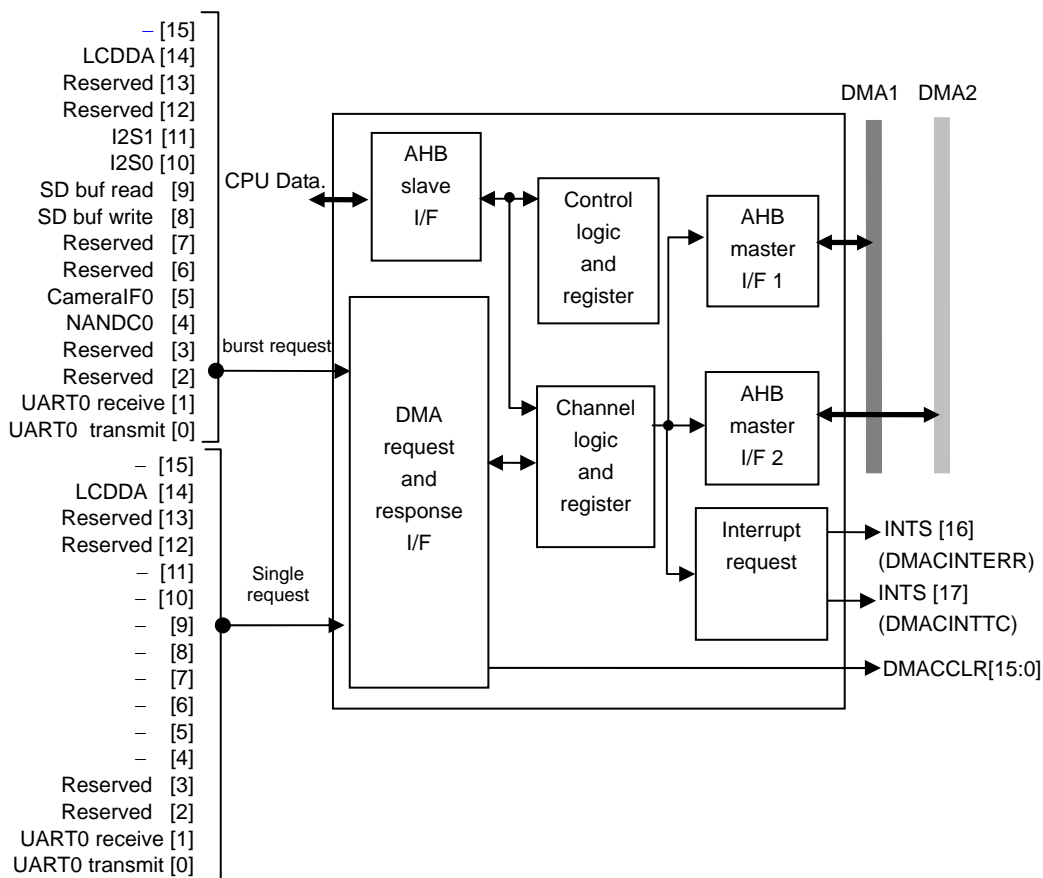 – [15]
LCDDA [14]
Reserved [13]
Reserved [12]
I2S1 [11]
I2S0 [10]
SD buf read [9]
SD buf write [8]
Reserved [7]
Reserved [6]
CameraIF0 [5]
NANDC0 [4]
Reserved [3]
Reserved [2]
UART0 receive [1]
UART0 transmit [0]
– [15]
LCDDA [14]
Reserved [13]
Reserved [12]
– [11]
– [10]
– [9]
– [8]
– [7]
– [6]
– [5]
– [4]
Reserved [3]
Reserved [2]
UART0 receive [1]
UART0 transmit [0]
CPU Data.
burst request
Single
request
AHB
slave
I/F
DMA
request
and
response
I/F
Control
logic
and
register
Channel
logic
and
register
AHB
master
I/F 1
AHB
master
I/F 2
Interrupt
request
DMA1
DMA2
INTS [16]
(DMACINTERR)
INTS [17]
(DMACINTTC)
DMACCLR[15:0]